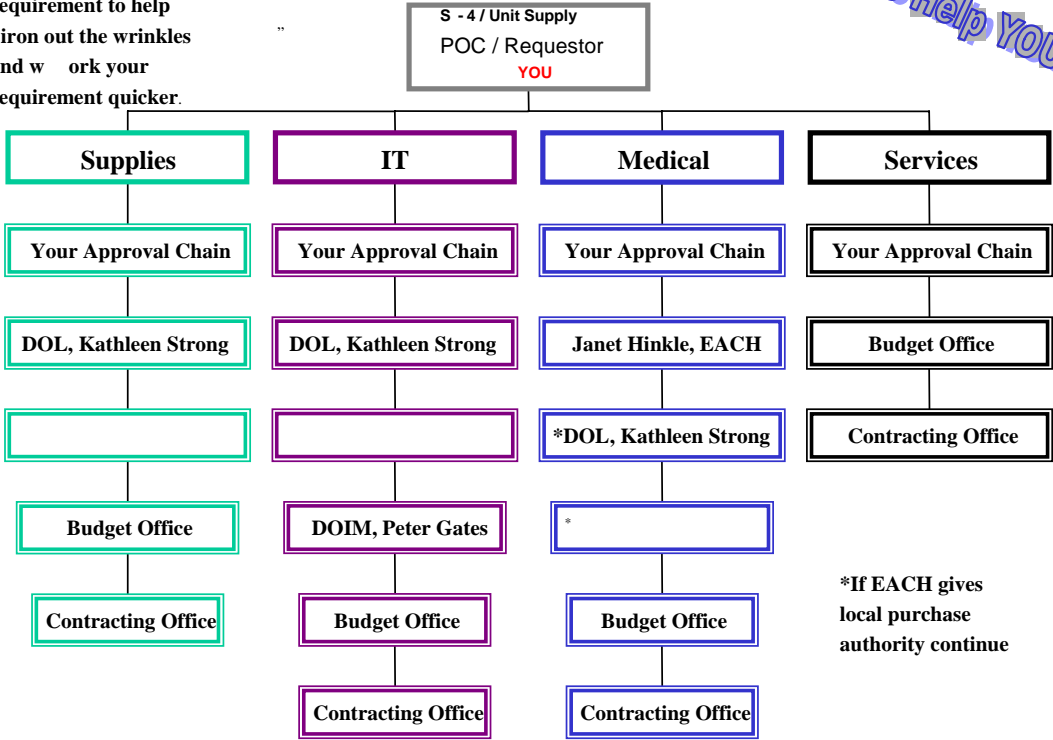 equirement to help
iron out the wrinkles ”
nd w ork your
equirement quicker.
S - 4 / Unit Supply
POC / Requestor
YOU
Help YOU
Supplies
IT
Medical
Services
Your Approval Chain
Your Approval Chain
Your Approval Chain
Your Approval Chain
DOL, Kathleen Strong
DOL, Kathleen Strong
Janet Hinkle, EACH
Budget Office
*DOL, Kathleen Strong
Contracting Office
Budget Office
DOIM, Peter Gates
*
Contracting Office
Budget Office
Budget Office
*If EACH gives
local purchase
authority continue
Contracting Office
Contracting Office